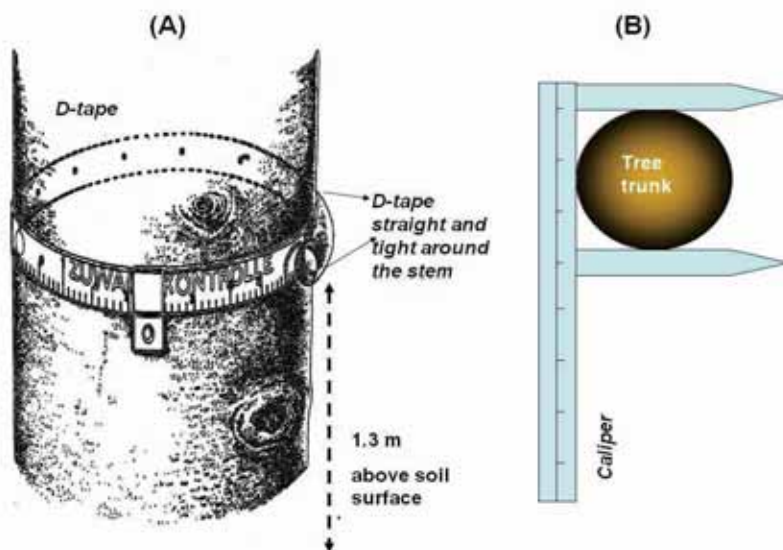 (A)
D-tape
D-tape
straight and
tight around
the stem
ZUWA KONTROLLE
0
1.3 m
above soil
surface
(B)
Tree
trunk
Caliper